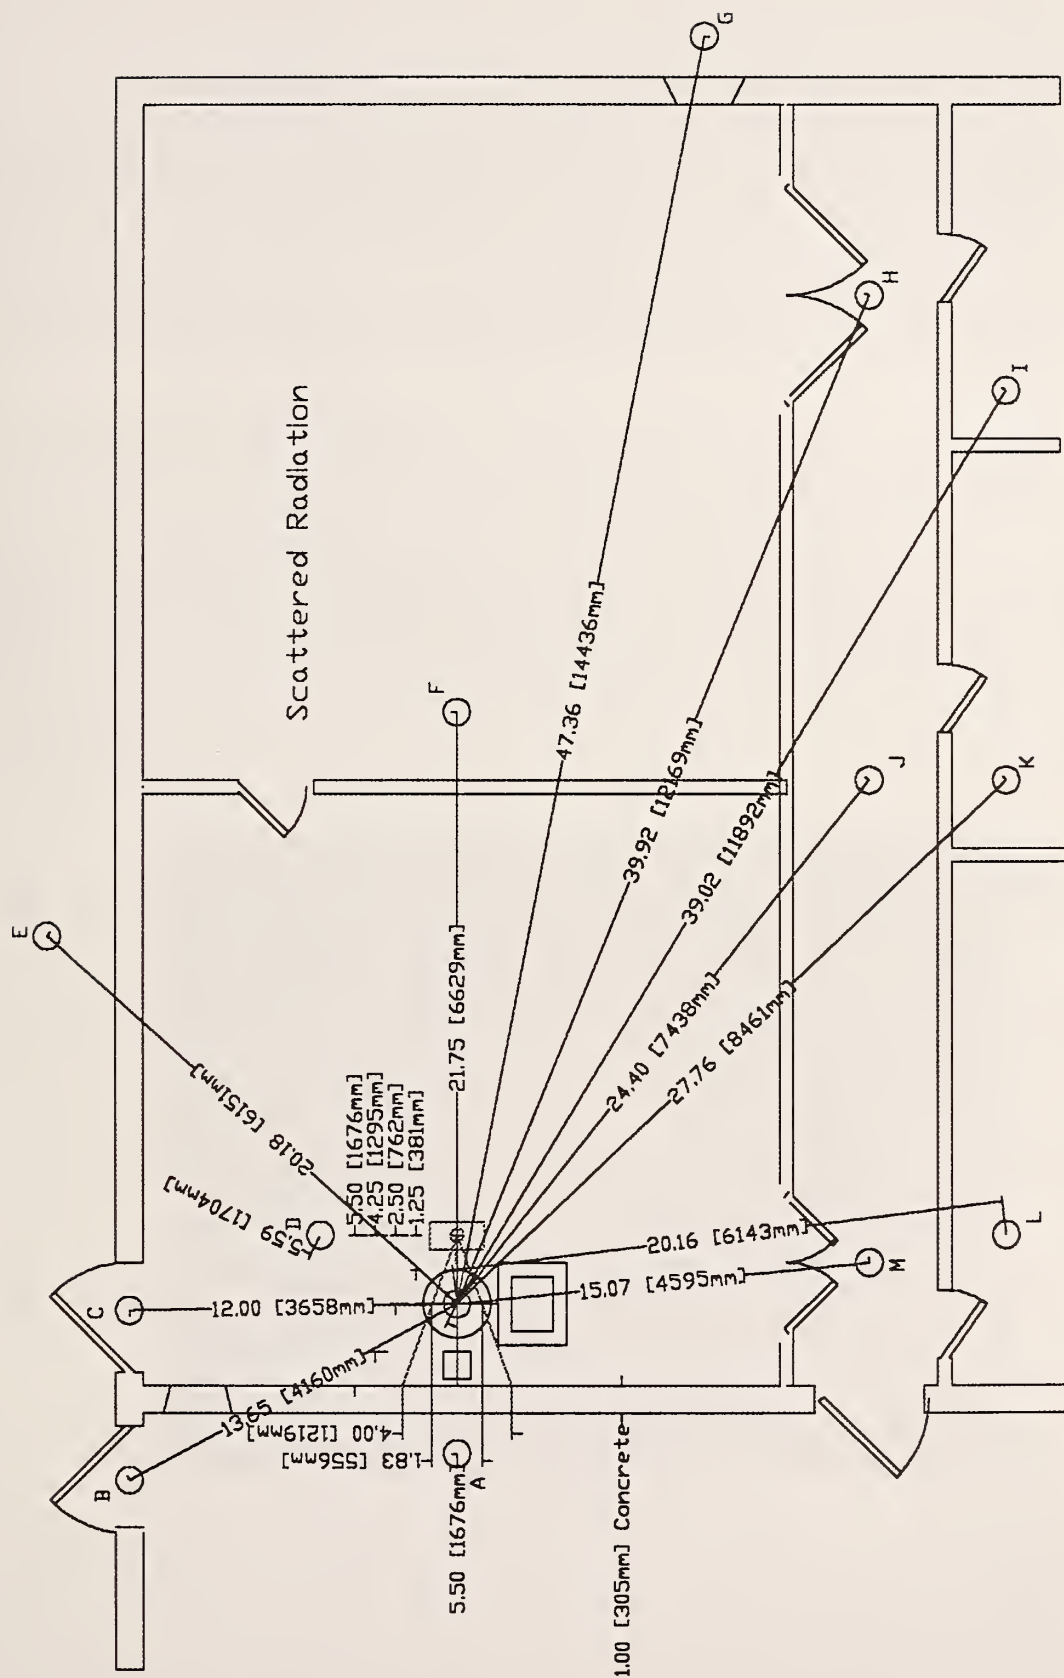 Scattered Radiation
G
F
E
H
I
J
K
D
C
B
A
L
M
47.36 [14436mm]
39.92 [12169mm]
39.02 [11892mm]
24.40 [7438mm]
27.76 [8461mm]
21.75 [6629mm]
20.18 [6151mm]
5.59 [1704mm]
5.50 [1676mm]
4.25 [1295mm]
2.50 [762mm]
1.25 [381mm]
12.00 [3658mm]
13.65 [4160mm]
20.16 [6143mm]
15.07 [4595mm]
4.00 [1219mm]
1.83 [556mm]
5.50 [1676mm]
1.00 [305mm] Concrete